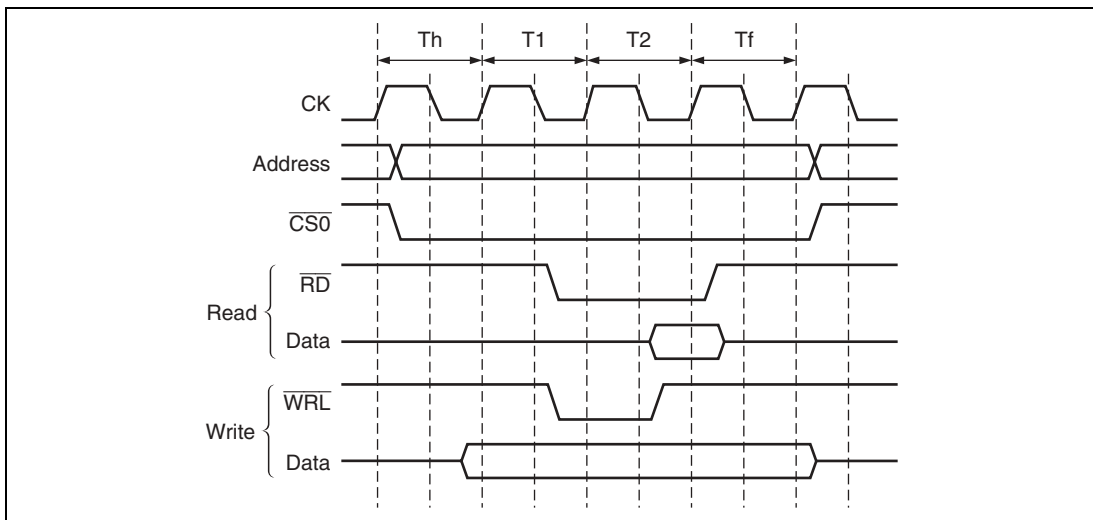 Th T1 T2 Tf
CK
Address
CS0
RD
Read
Data
WRL
Write
Data